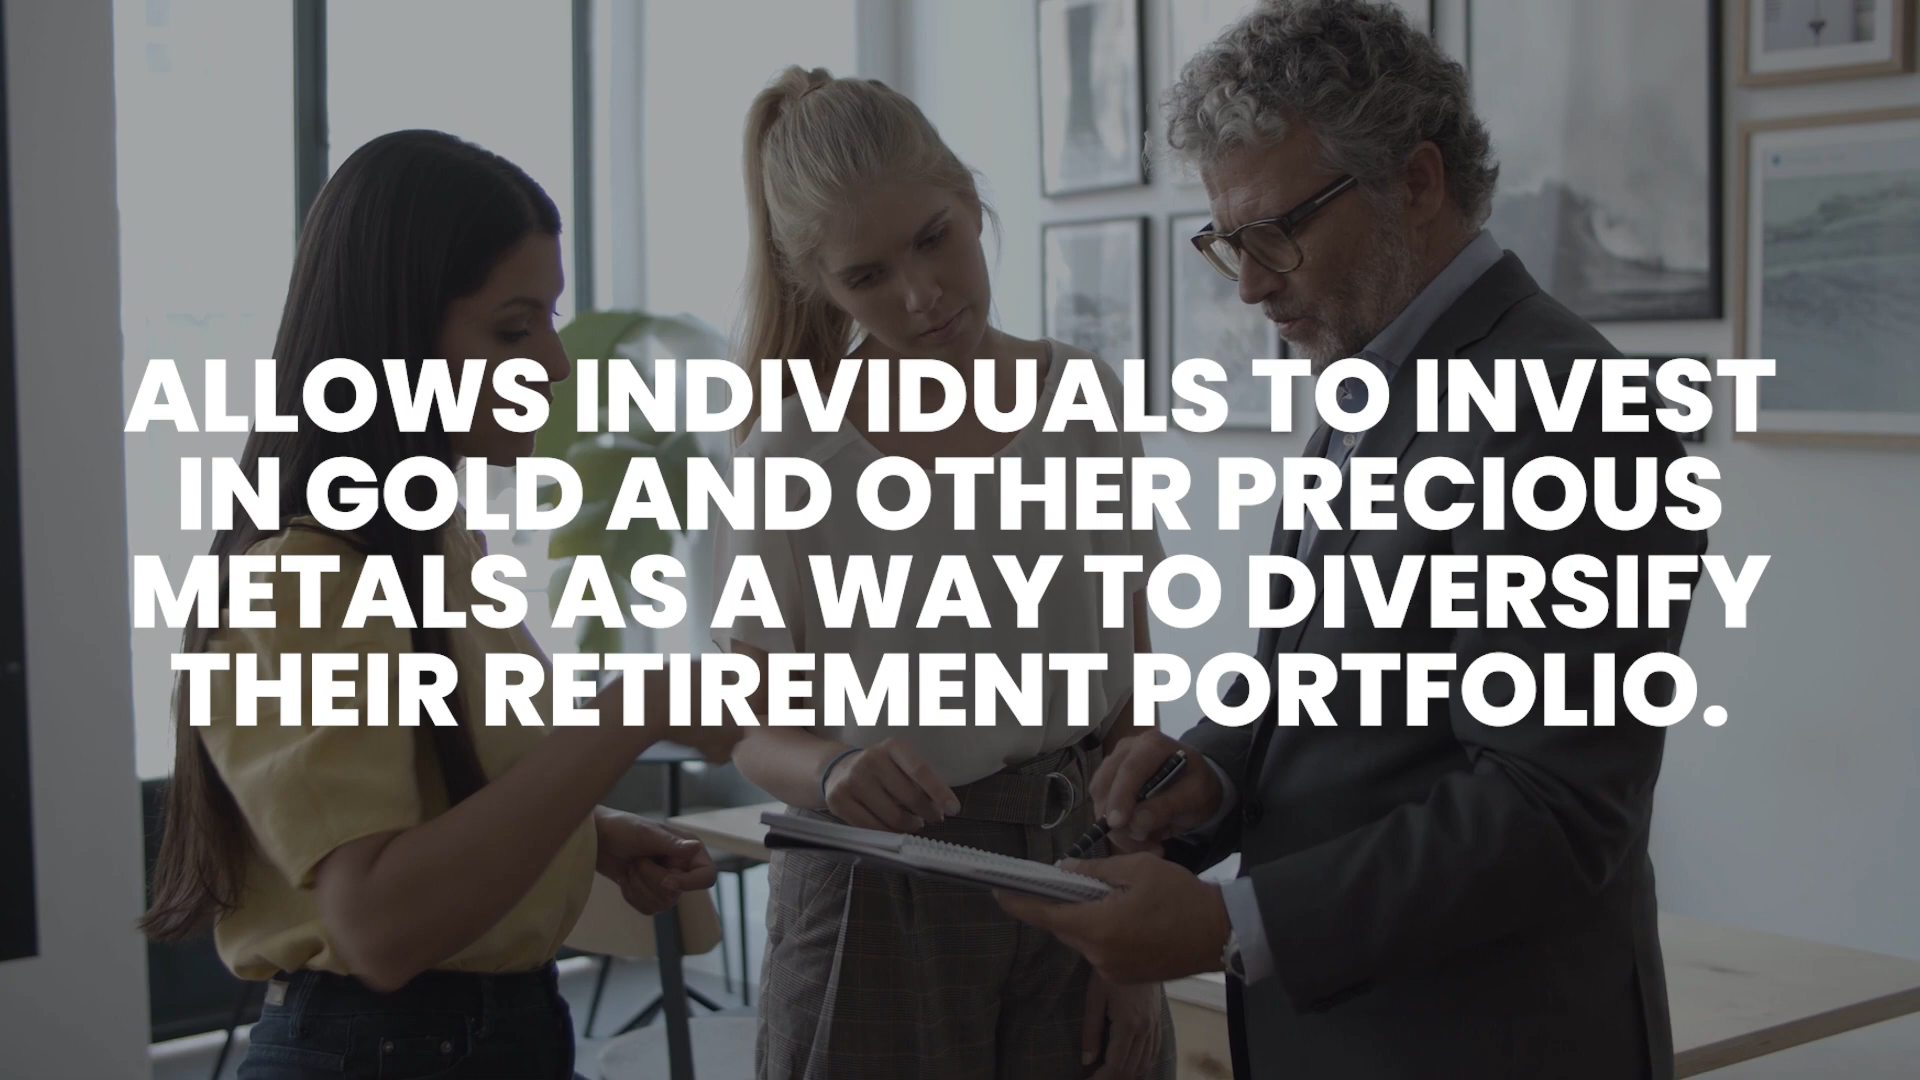 ALLOWS INDIVIDUALS TO INVEST
IN GOLD AND OTHER PRECIOUS
METALS AS A WAY TO DIVERSIFY
THEIR RETIREMENT PORTFOLIO.